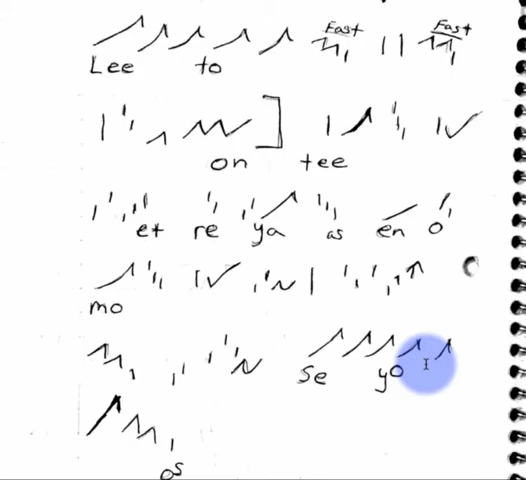 Fast Fast
Lee to
on tee
et re ya as en o
mo
Se yo
os